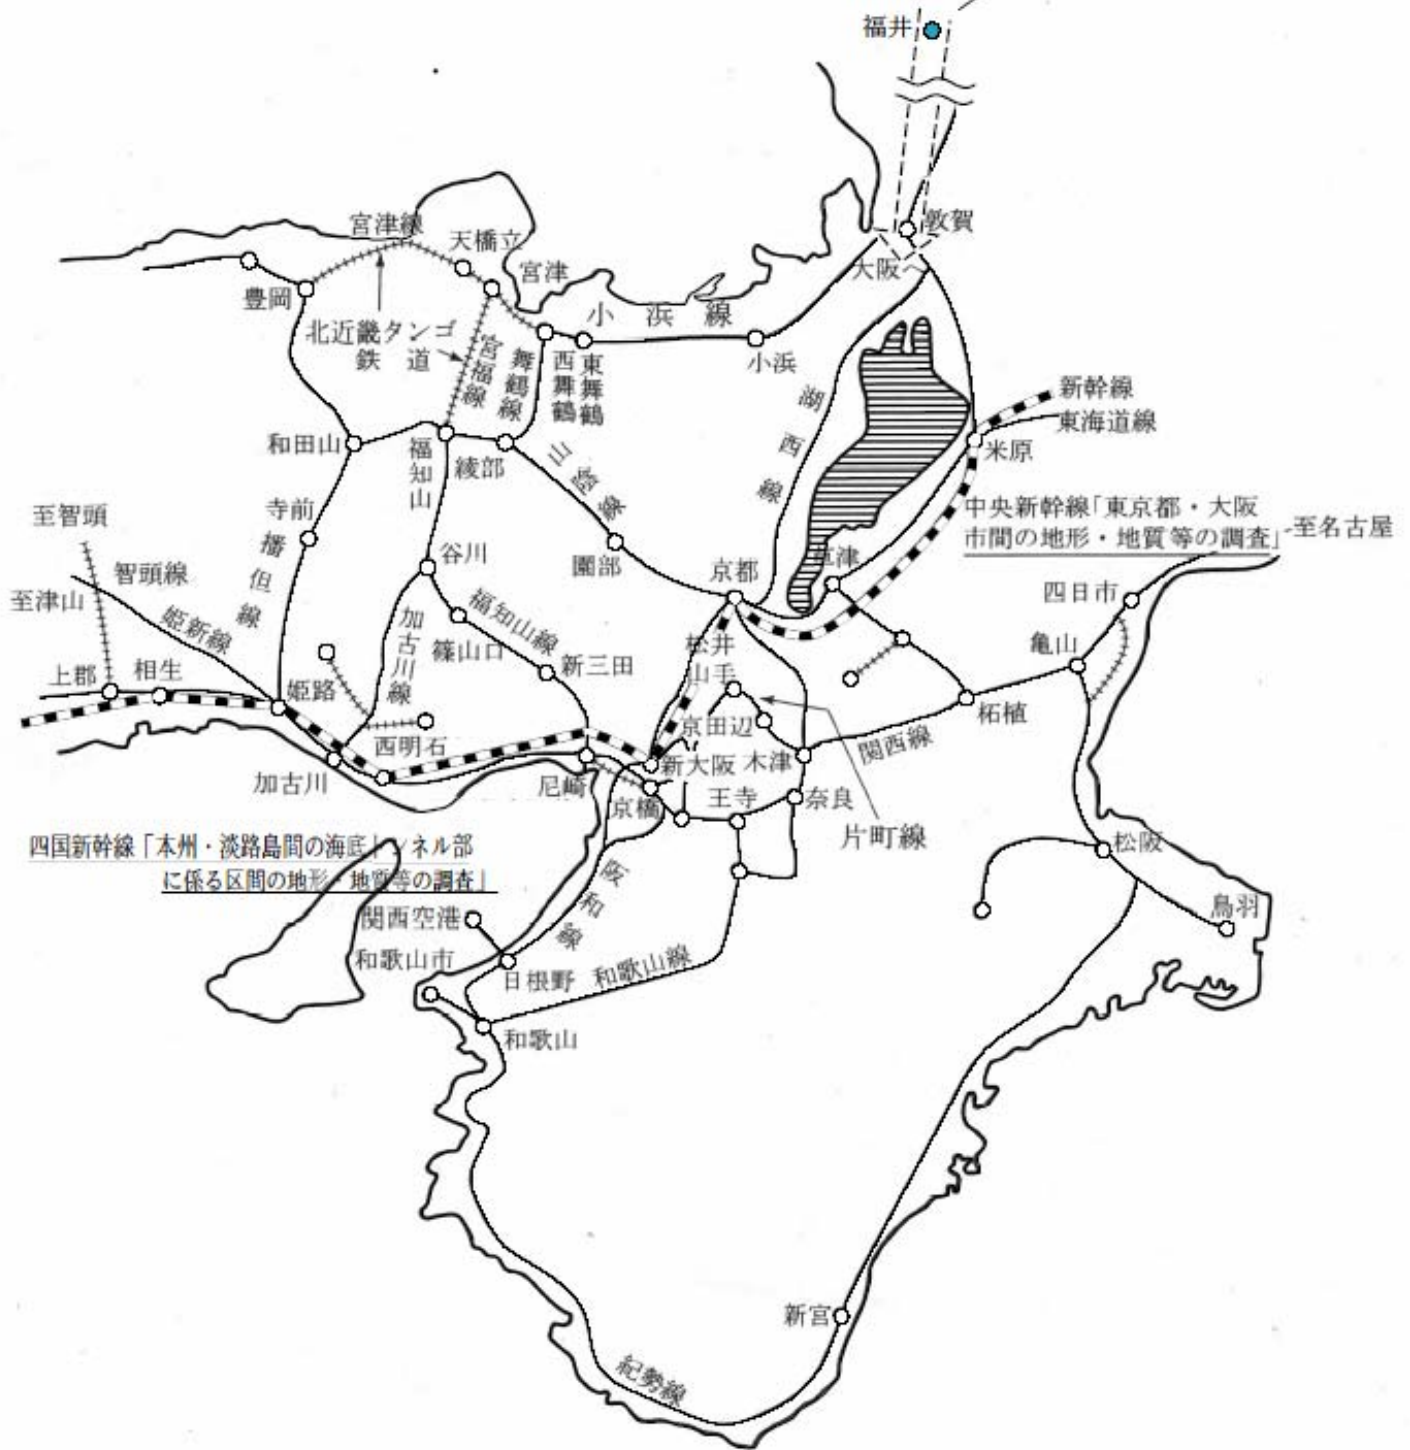 福井
敦賀
大阪へ
宮津線
天橋立
宮津
豊岡
北近畿タンゴ
鉄道
宮福線
舞鶴線
西舞鶴
東舞鶴
小浜線
小浜
湖西線
新幹線
東海道線
米原
和田山
福知山
綾部
山陰線
中央新幹線「東京都・大阪
市間の地形・地質等の調査」
至名古屋
至智頭
寺前
播但線
谷川
園部
京都
草津
四日市
智頭線
至津山
姫新線
加古川線
福知山線
篠山口
新三田
松井
山手
亀山
上郡
相生
姫路
京田辺
柘植
西明石
関西線
加古川
尼崎
新大阪
木津
京橋
王寺
奈良
片町線
松阪
四国新幹線「本州・淡路島間の海底トンネル部
に係る区間の地形・地質等の調査」
阪和線
関西空港
鳥羽
和歌山市
日根野
和歌山線
和歌山
新宮
紀勢線